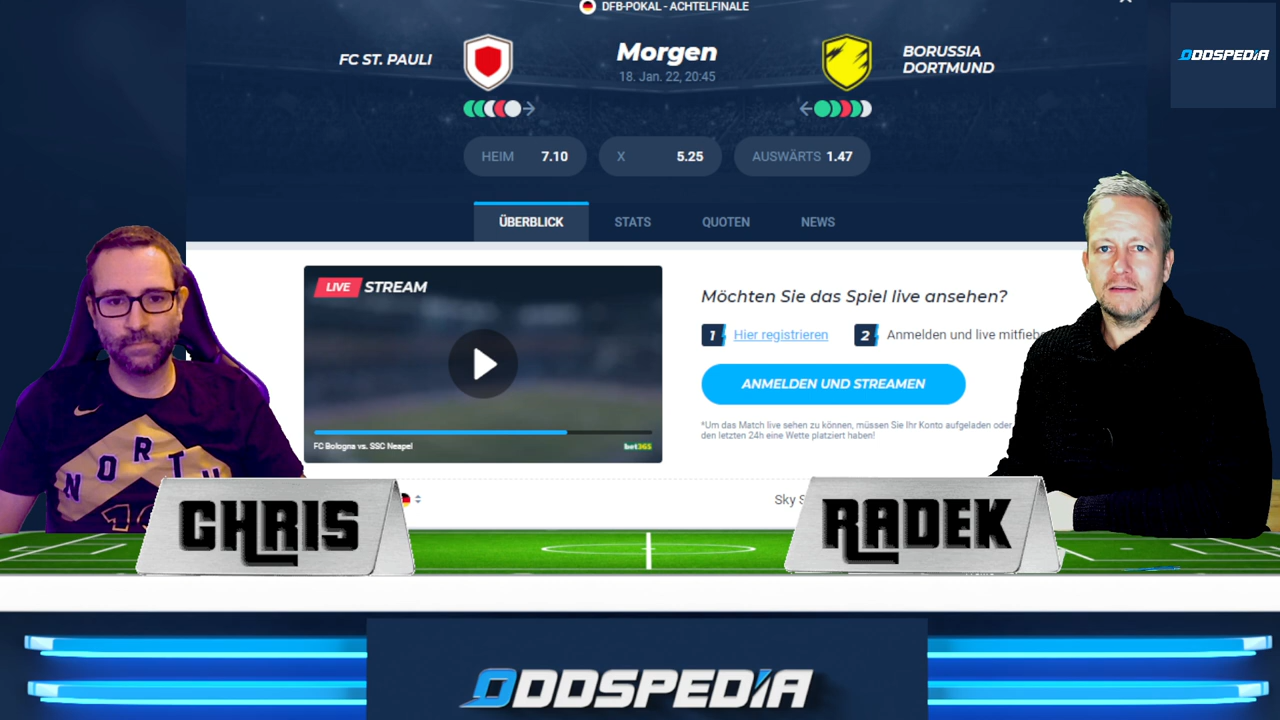 DFB-POKAL - ACHTELFINALE
FC ST. PAULI
Morgen
18. Jan. 22, 20:45
BORUSSIA
DORTMUND
ODDSPEDIA
HEIM 7.10
X 5.25
AUSWÄRTS 1.47
ÜBERBLICK
STATS
QUOTEN
NEWS
LIVE STREAM
FC Bologna vs. SSC Neapel
bet365
Möchten Sie das Spiel live ansehen?
1 Hier registrieren
2 Anmelden und live
ANMELDEN UND STREAMEN
*Um das Match live sehen zu können, müssen Sie Ihr Konto aufgeladen oder
den letzten 24h eine Wette platziert haben!
Sky
NORTH
CHRIS
RADEK
ODDSPEDIA